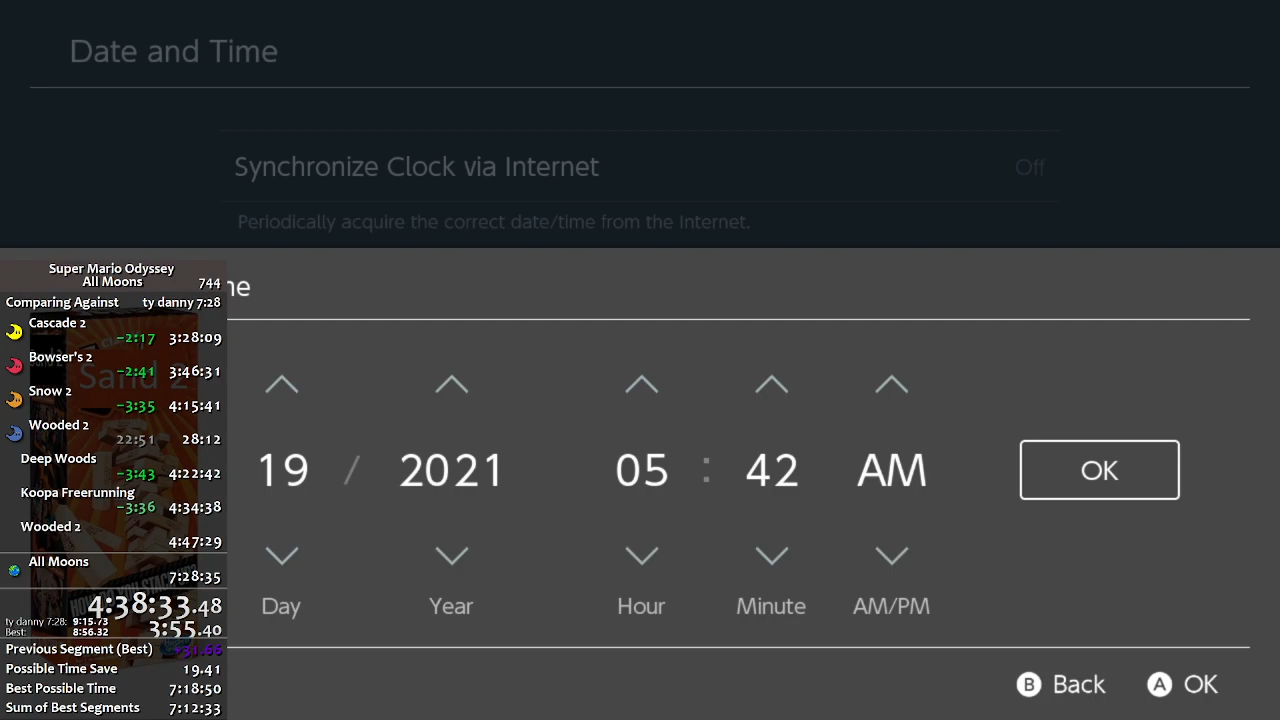 Date and Time
Synchronize Clock via Internet Off
Periodically acquire the correct date/time from the Internet.
Super Mario Odyssey
All Moons 744
Comparing Against ty danny 7:28
Cascade 2
-2:17 3:28:09
Bowser's 2
-2:41 3:46:31
Sand 2
Snow 2
-3:35 4:15:41
Wooded 2
22:51 28:12
Deep Woods
-3:43 4:22:42
Koopa Freerunning
-3:36 4:34:38
Wooded 2
4:47:29
All Moons
7:28:35
4:38:33.48
ty danny 7:28: 9:15.73
Best: 8:56.32
3:55.40
Previous Segment (Best) +31.66
Possible Time Save 19.41
Best Possible Time 7:18:50
Sum of Best Segments 7:12:33
19 / 2021 05 : 42 AM OK
Day Year Hour Minute AM/PM
B Back A OK